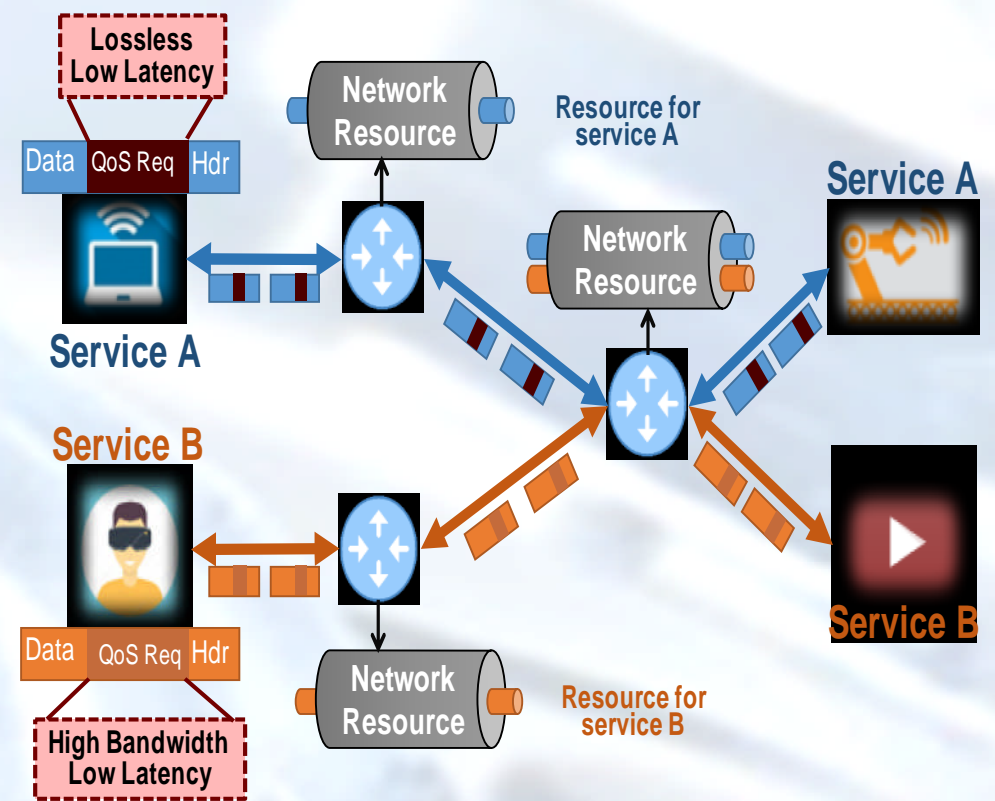 Lossless
Low Latency
Data QoS Req Hdr
Service A
Network
Resource
Resource for
service A
Network
Resource
Service A
Service B
Data QoS Req Hdr
High Bandwidth
Low Latency
Network
Resource
Resource for
service B
Service B